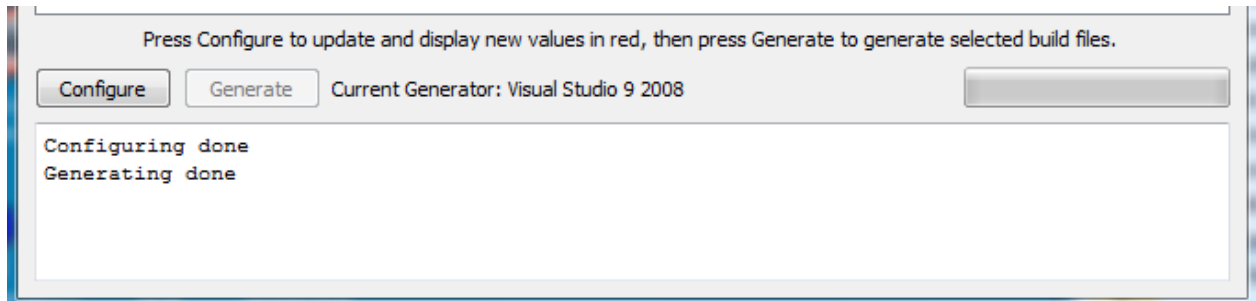 Press Configure to update and display new values in red, then press Generate to generate selected build files.
Configure Generate Current Generator: Visual Studio 9 2008
Configuring done
Generating done